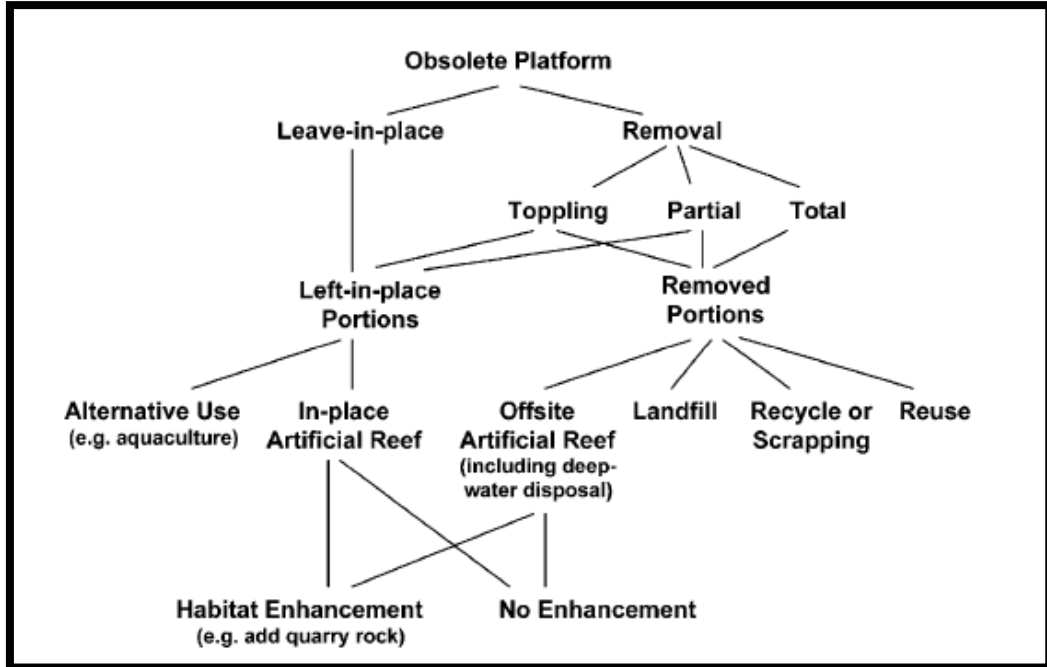 Obsolete Platform
Leave-in-place
Removal
Toppling
Partial
Total
Left-in-place
Portions
Removed
Portions
Alternative Use
(e.g. aquaculture)
In-place
Artificial Reef
Offsite
Artificial Reef
(including deep-
water disposal)
Landfill
Recycle or
Scrapping
Reuse
Habitat Enhancement
(e.g. add quarry rock)
No Enhancement